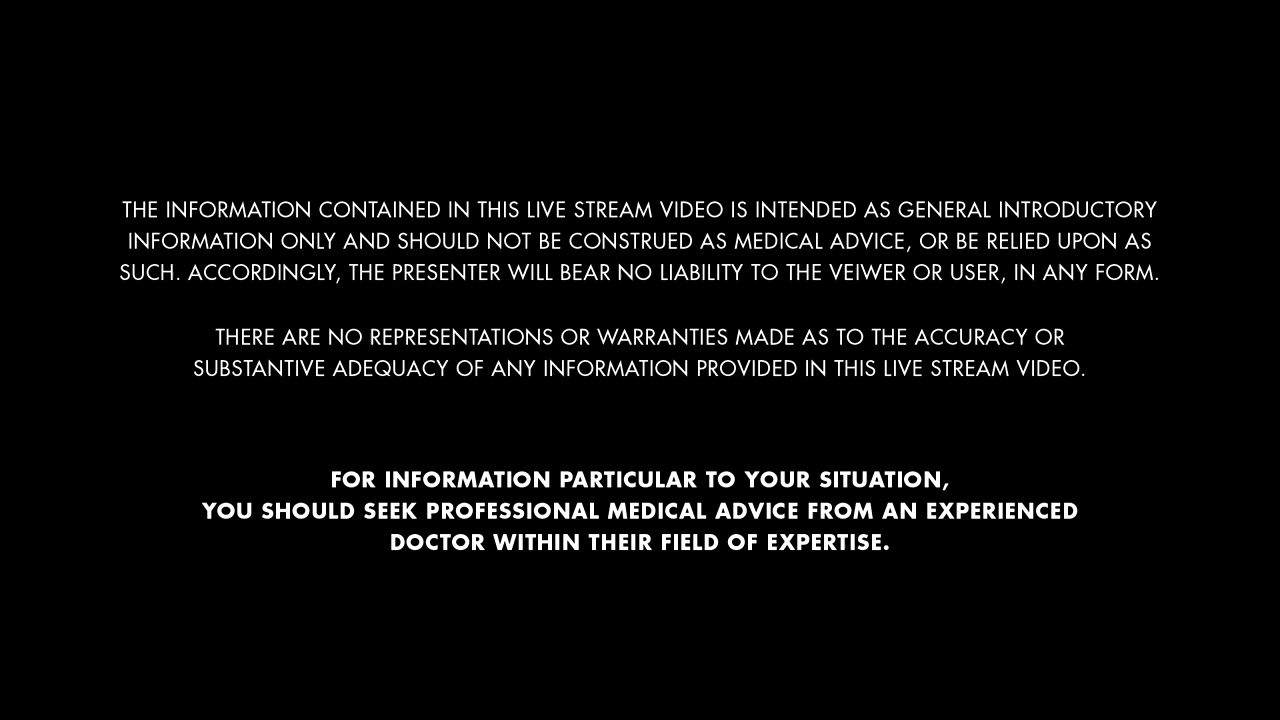 THE INFORMATION CONTAINED IN THIS LIVE STREAM VIDEO IS INTENDED AS GENERAL INTRODUCTORY
INFORMATION ONLY AND SHOULD NOT BE CONSTRUED AS MEDICAL ADVICE, OR BE RELIED UPON AS
SUCH. ACCORDINGLY, THE PRESENTER WILL BEAR NO LIABILITY TO THE VEIWER OR USER, IN ANY FORM.
THERE ARE NO REPRESENTATIONS OR WARRANTIES MADE AS TO THE ACCURACY OR
SUBSTANTIVE ADEQUACY OF ANY INFORMATION PROVIDED IN THIS LIVE STREAM VIDEO.
FOR INFORMATION PARTICULAR TO YOUR SITUATION,
YOU SHOULD SEEK PROFESSIONAL MEDICAL ADVICE FROM AN EXPERIENCED
DOCTOR WITHIN THEIR FIELD OF EXPERTISE.